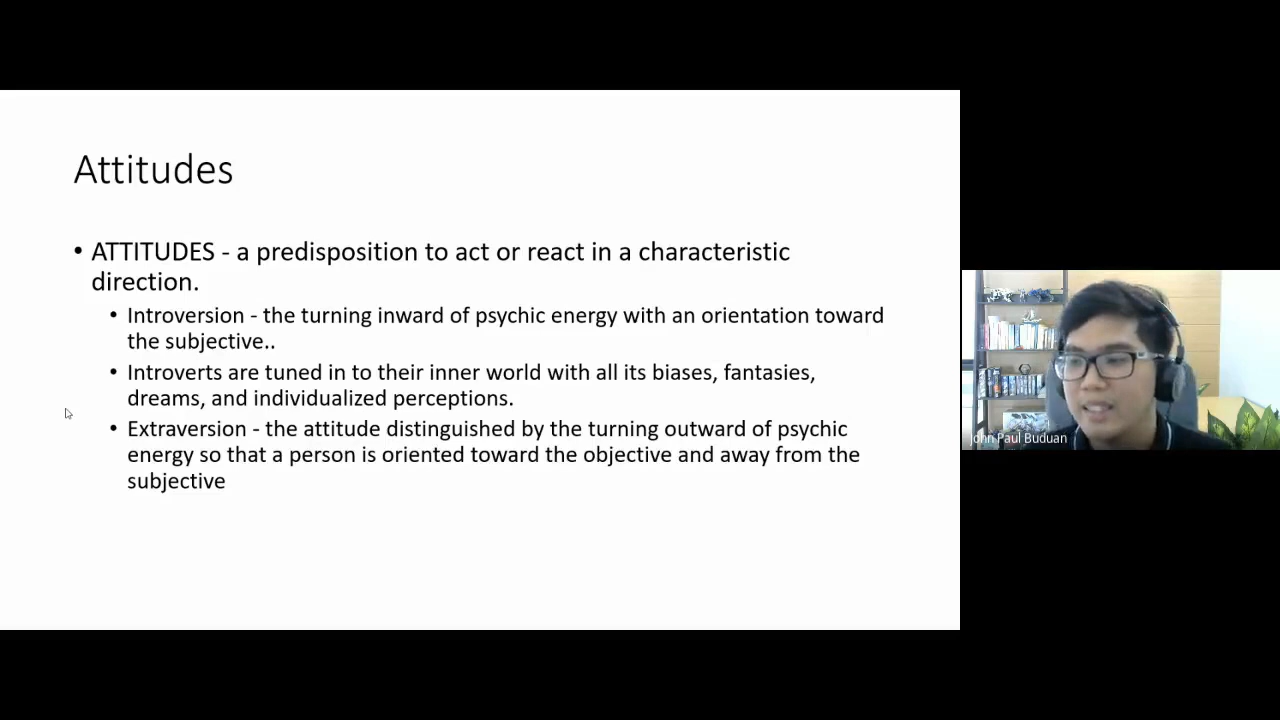 Attitudes
• ATTITUDES - a predisposition to act or react in a characteristic
direction.
• Introversion - the turning inward of psychic energy with an orientation toward
the subjective..
• Introverts are tuned in to their inner world with all its biases, fantasies,
dreams, and individualized perceptions.
• Extraversion - the attitude distinguished by the turning outward of psychic
energy so that a person is oriented toward the objective and away from the
subjective
John Paul Buduan